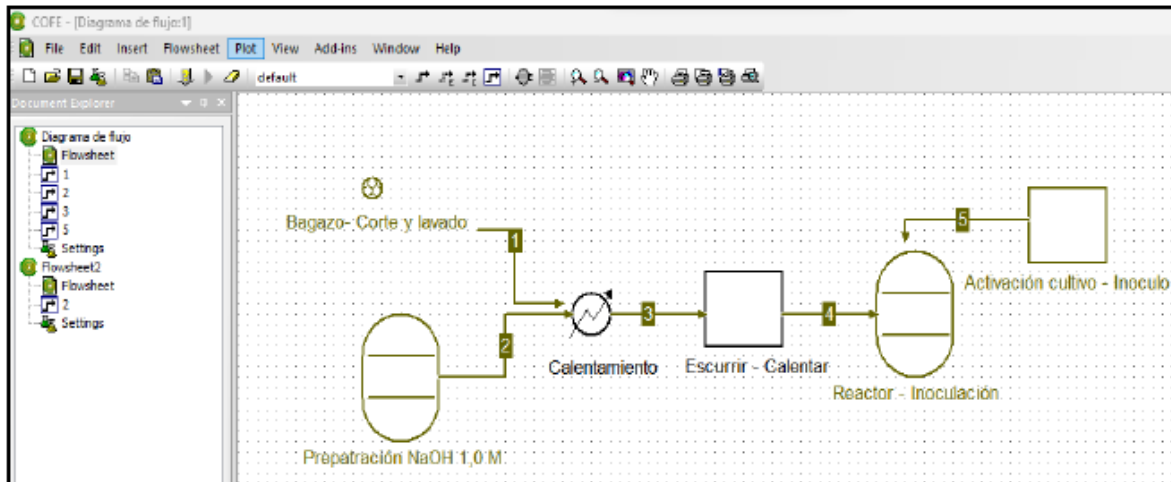 COFE - [Diagrama de flujo:1]
File Edit Insert Flowsheet Plot View Add-ins Window Help
default
Document Explorer
Diagrama de flujo
Flowsheet
1
2
3
5
Settings
Flowsheet2
Flowsheet
2
Settings
Bagazo- Corte y lavado
1
5
Activación cultivo - Inoculo
2
3
4
Calentamiento
Escurrir - Calentar
Reactor - Inoculación
Prepatración NaOH 1,0 M